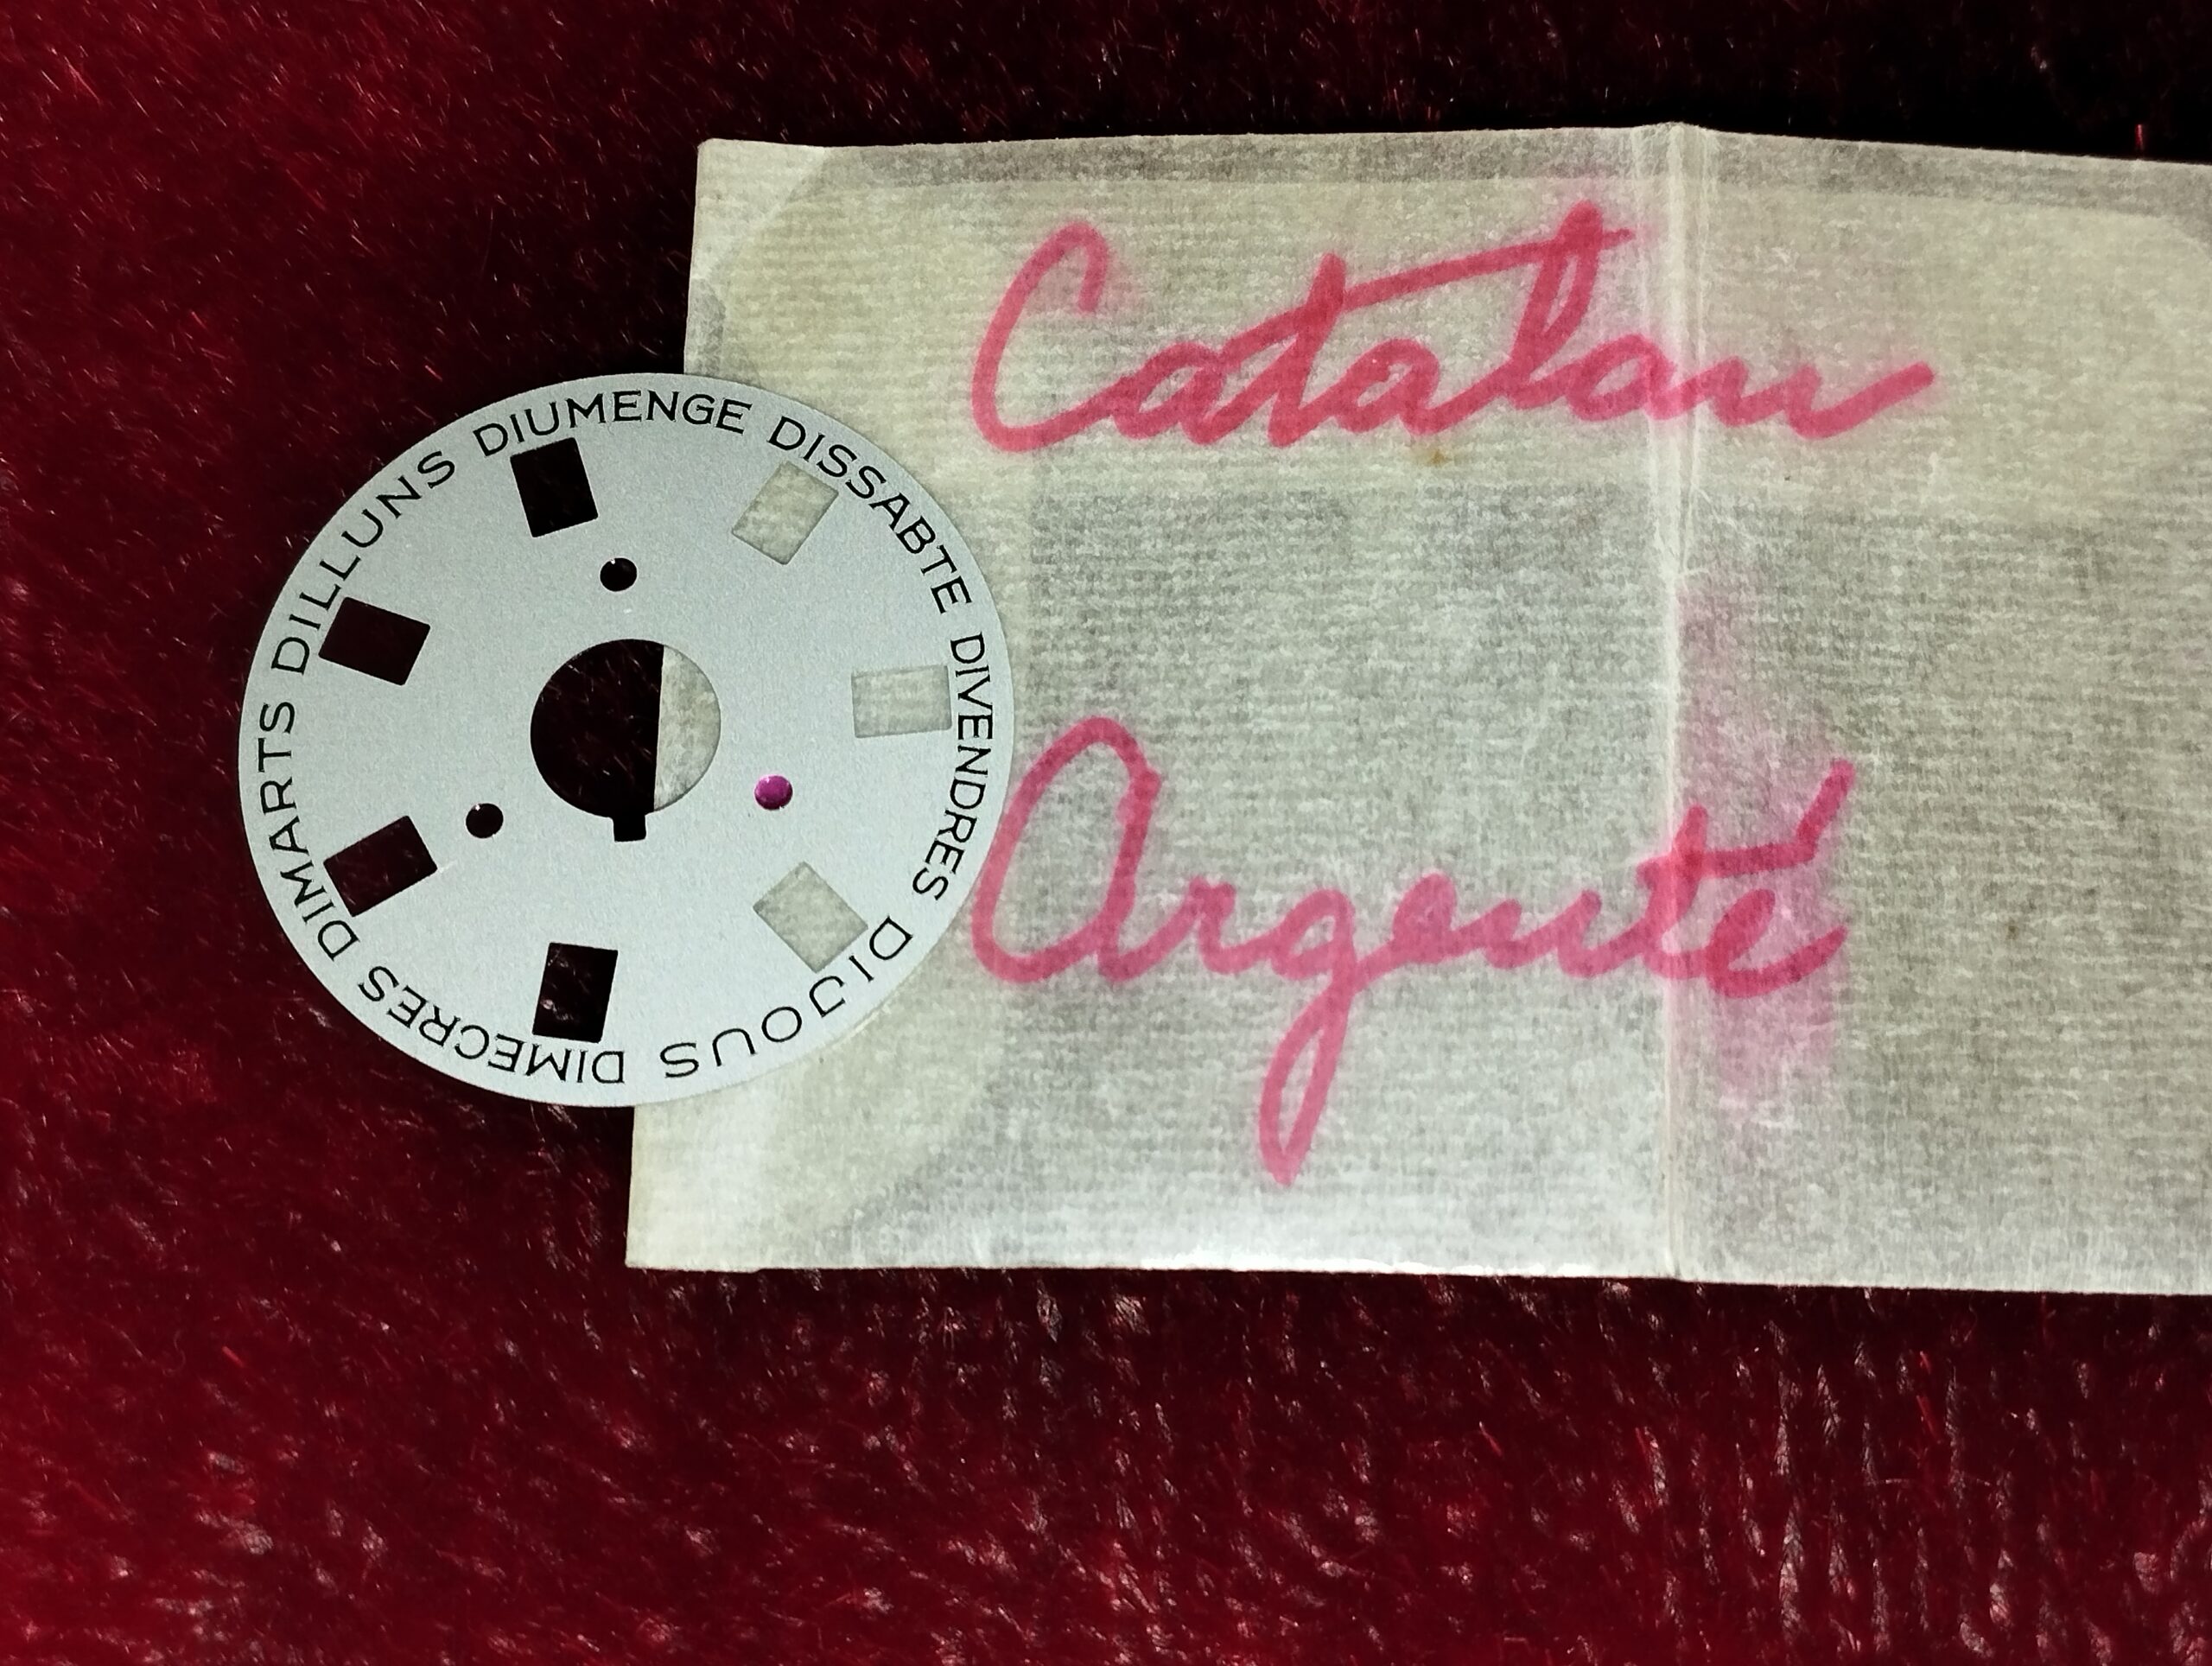 DIUMENGE DISSABTE DIVENDRES DIJOUS DIMECRES DIMARTS DILLUNS
Catalan
Argenté